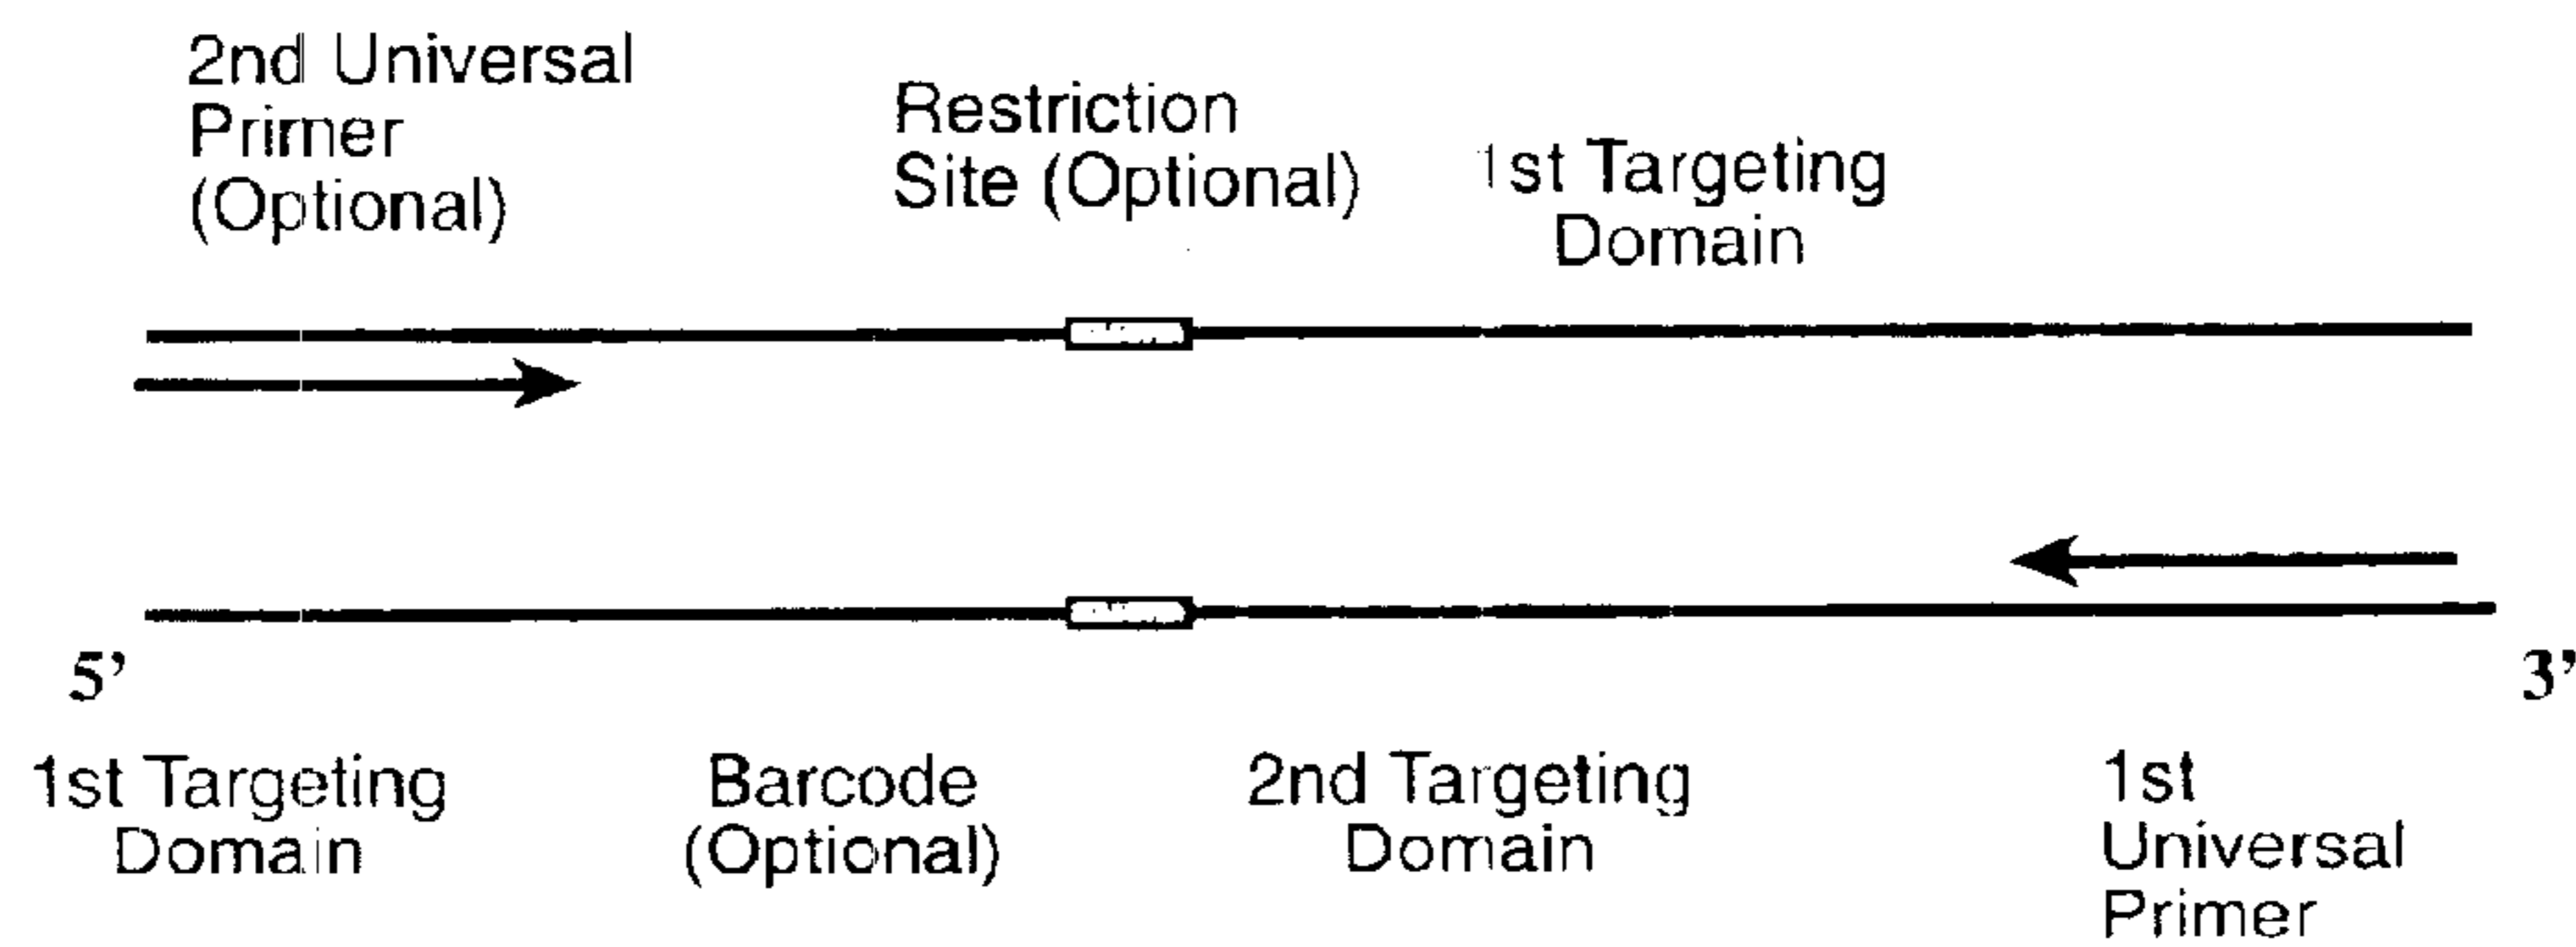 2nd Universal
Primer
(Optional)
Restriction
Site (Optional)
1st Targeting
Domain
5’
3’
1st Targeting
Domain
Barcode
(Optional)
2nd Targeting
Domain
1st
Universal
Primer